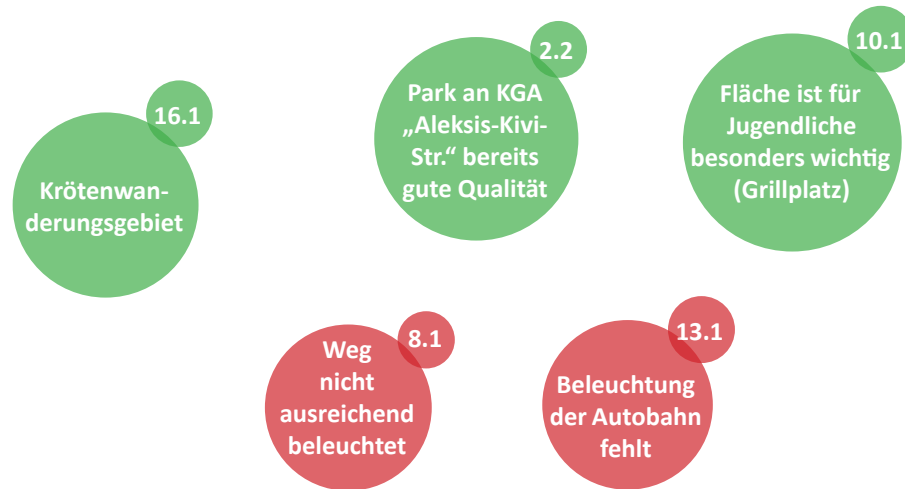 16.1
Krötenwan-
derungsgebiet
2.2
Park an KGA
„Aleksis-Kivi-
Str.“ bereits
gute Qualität
10.1
Fläche ist für
Jugendliche
besonders wichtig
(Grillplatz)
8.1
Weg
nicht
ausreichend
beleuchtet
13.1
Beleuchtung
der Autobahn
fehlt